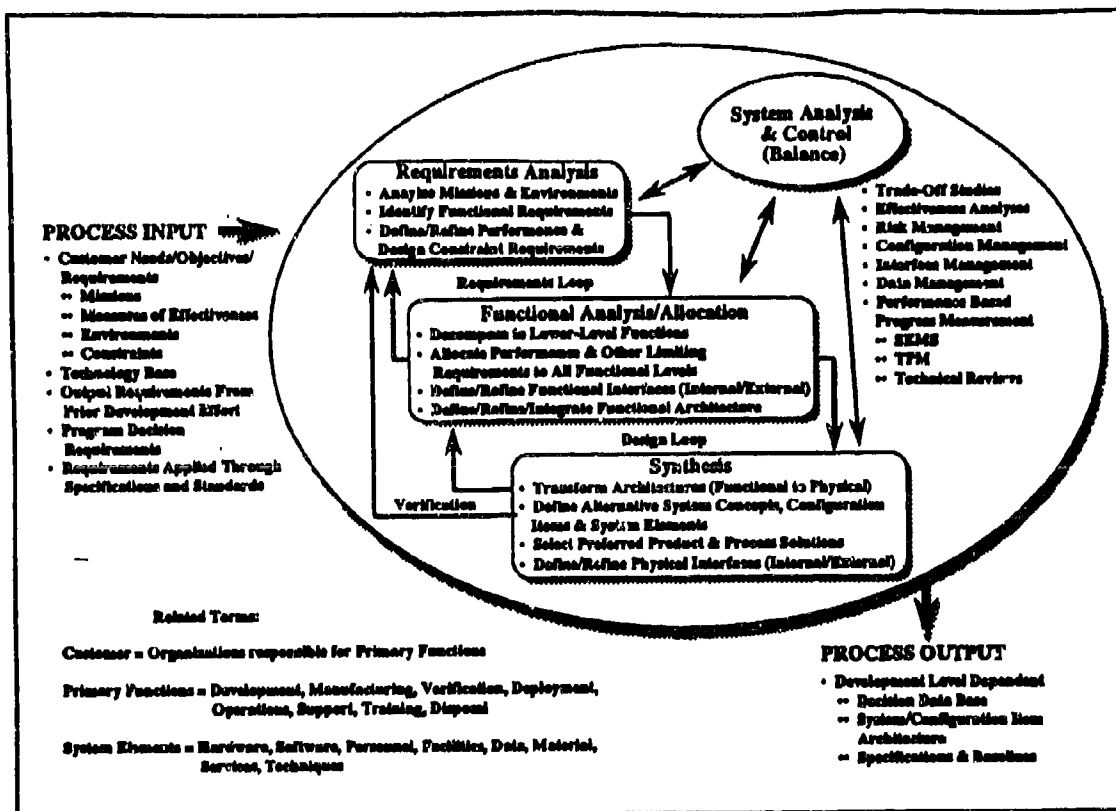 System Analysis
& Control
(Balance)
Requirements Analysis
• Analyze Missions & Environments
• Identify Functional Requirements
• Define/Refine Performance &
Design Constraint Requirements
• Trade-Off Studies
• Effectiveness Analyses
• Risk Management
• Configuration Management
• Interface Management
• Data Management
• Performance Based
Progress Measurement
•• SEMS
•• TPM
•• Technical Reviews
PROCESS INPUT
• Customer Needs/Objectives/
Requirements
•• Missions
•• Measures of Effectiveness
•• Environments
•• Constraints
• Technology Base
• Output Requirements From
Prior Development Effort
• Program Decision
Requirements
• Requirements Applied Through
Specifications and Standards
Requirements Loop
Functional Analysis/Allocation
• Decompose to Lower-Level Functions
• Allocate Performance & Other Limiting
Requirements to All Functional Levels
• Define/Refine Functional Interfaces (Internal/External)
• Define/Refine/Integrate Functional Architecture
Design Loop
Synthesis
• Transform Architectures (Functional to Physical)
• Define Alternative System Concepts, Configuration
Items & System Elements
• Select Preferred Product & Process Solutions
• Define/Refine Physical Interfaces (Internal/External)
Verification
Related Terms:
Customer = Organizations responsible for Primary Functions
Primary Functions = Development, Manufacturing, Verification, Deployment,
Operations, Support, Training, Disposal
System Elements = Hardware, Software, Personnel, Facilities, Data, Material,
Services, Techniques
PROCESS OUTPUT
• Development Level Dependent
•• Decision Data Base
•• System/Configuration Item
Architecture
•• Specifications & Baselines